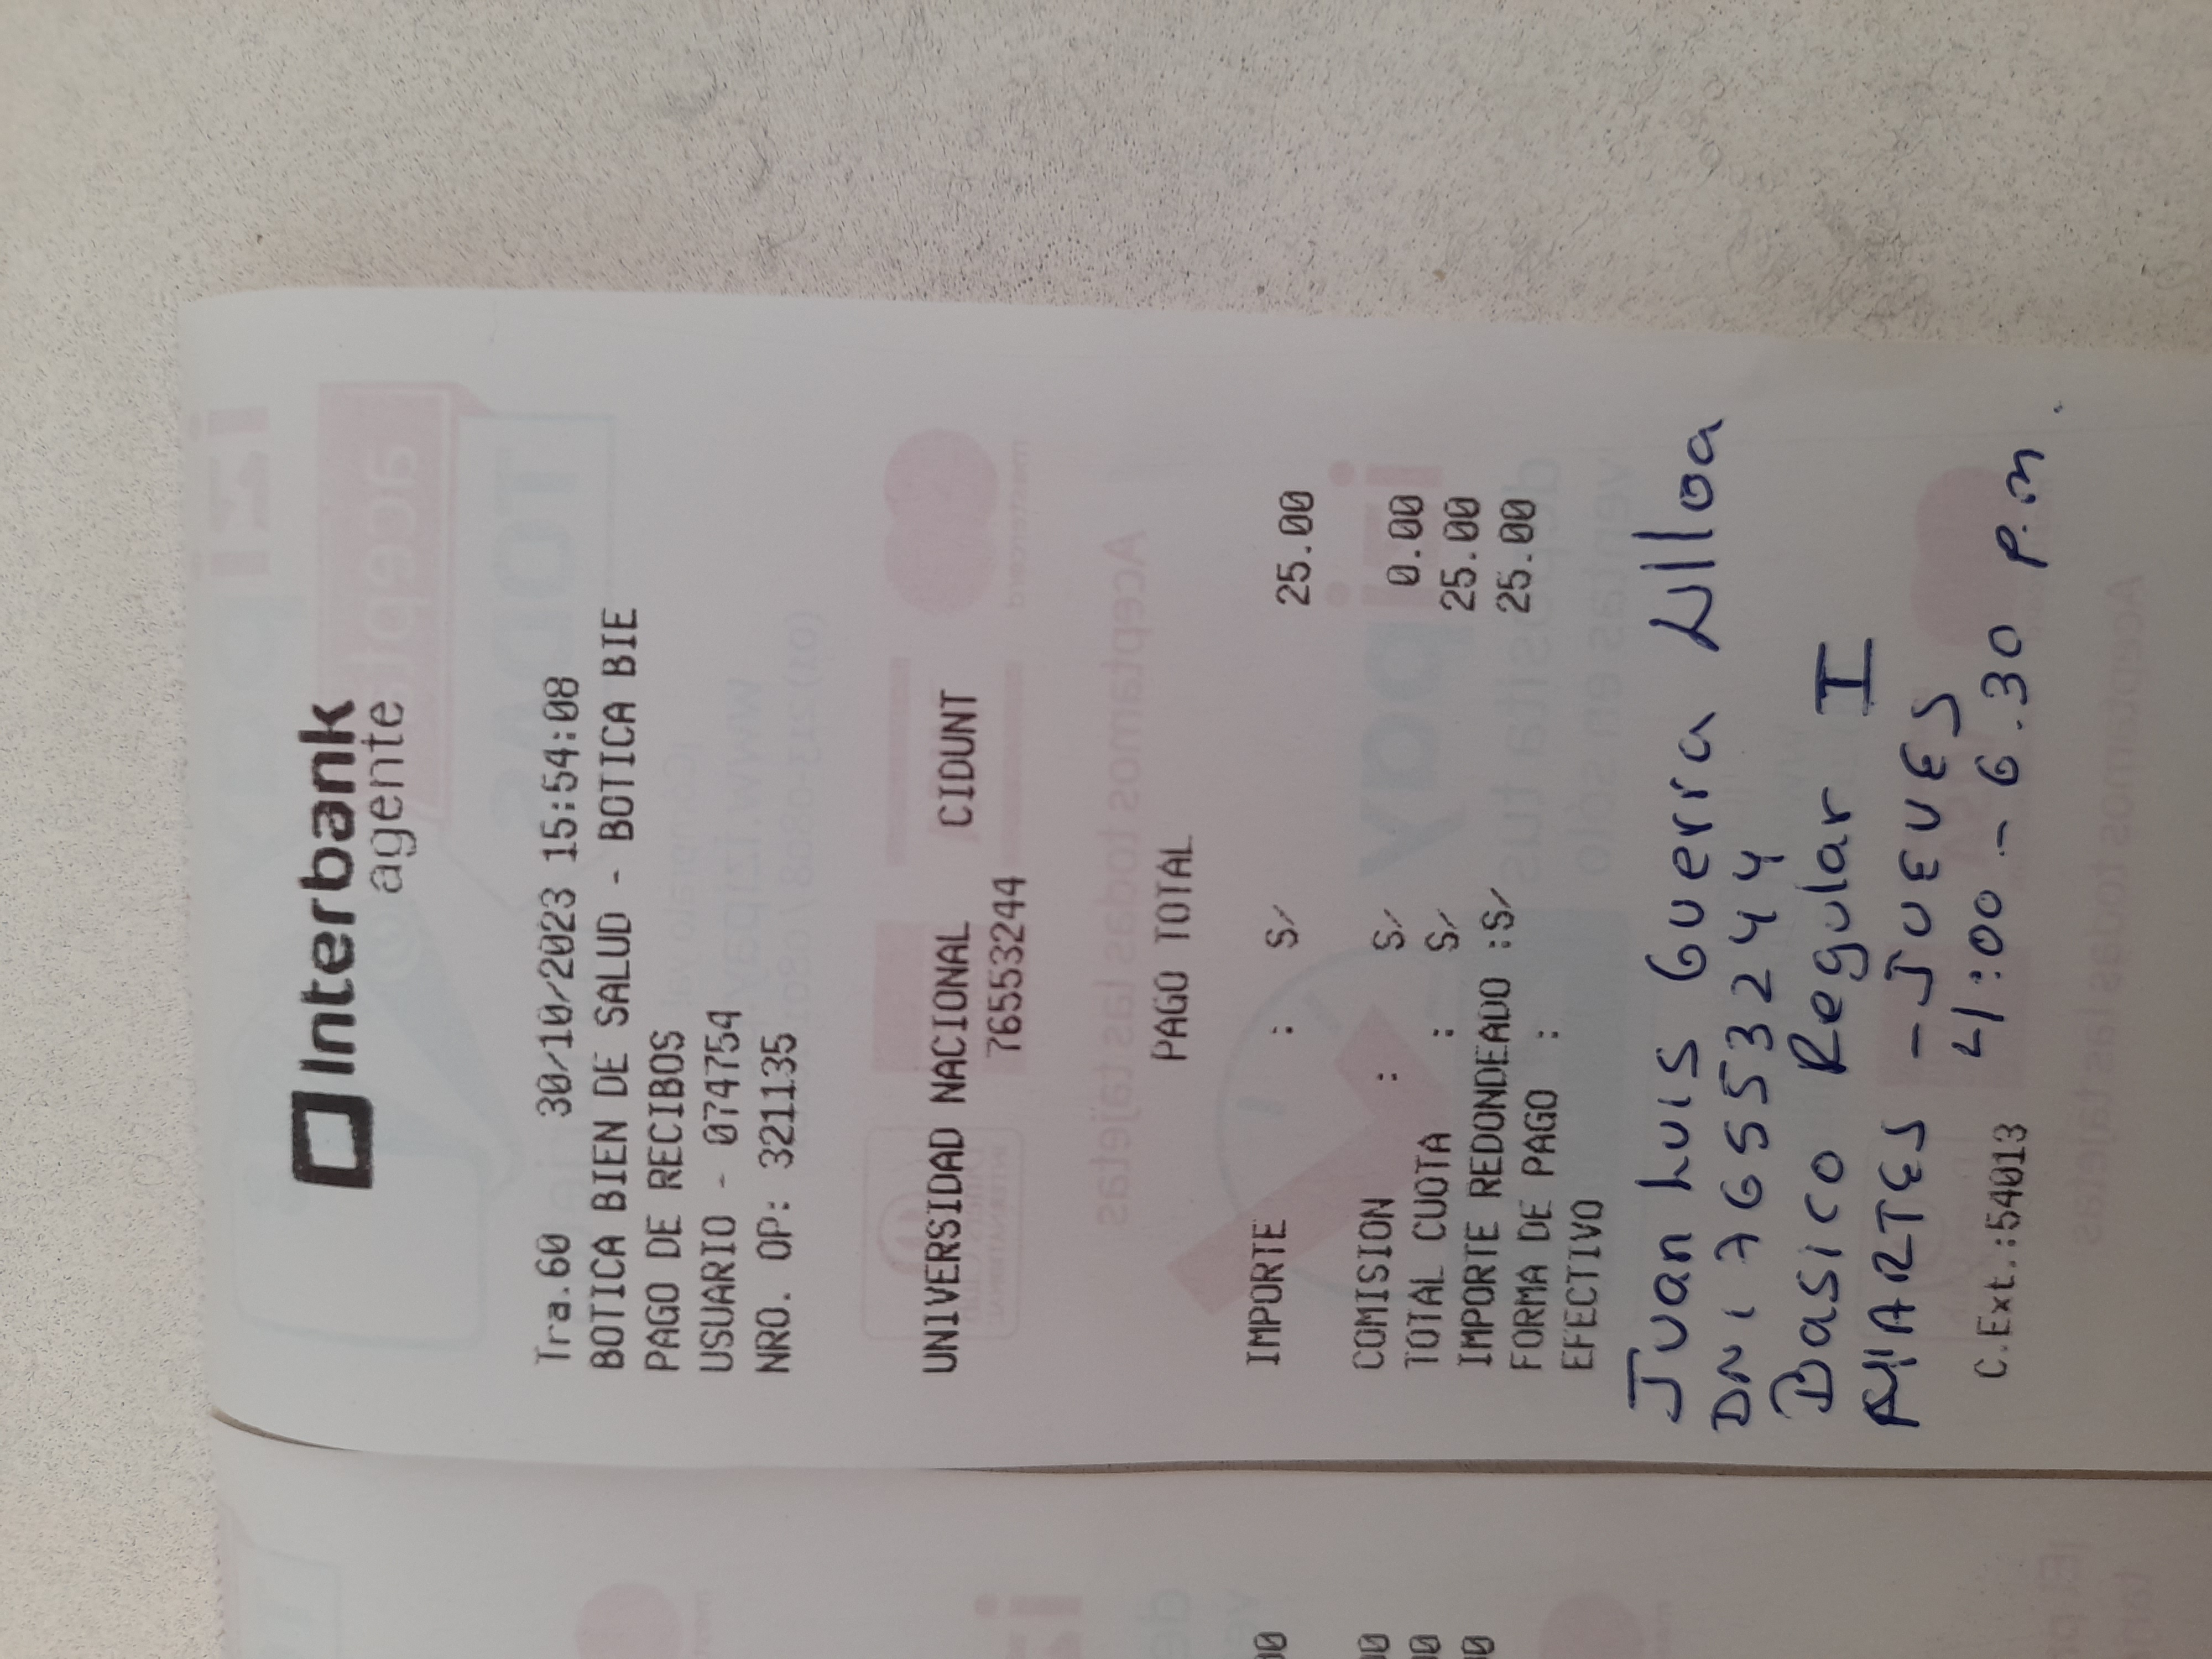 Interbank
agente
Tra.60 30/10/2023 15:54:08
BOTICA BIEN DE SALUD - BOTICA BIE
PAGO DE RECIBOS
USUARIO - 074754
NRO. OP: 321135
UNIVERSIDAD NACIONAL CIDUNT
76553244
PAGO TOTAL
IMPORTE : S/ 25.00
COMISION : S/ 0.00
TOTAL CUOTA : S/ 25.00
IMPORTE REDONDEADO :S/ 25.00
FORMA DE PAGO :
EFECTIVO
Juan Luis Guerra Ulloa
DNI 76553244
Basico Regular I
MARTES - JUEVES
4:00 - 6.30 P.M.
C.Ext.:54013